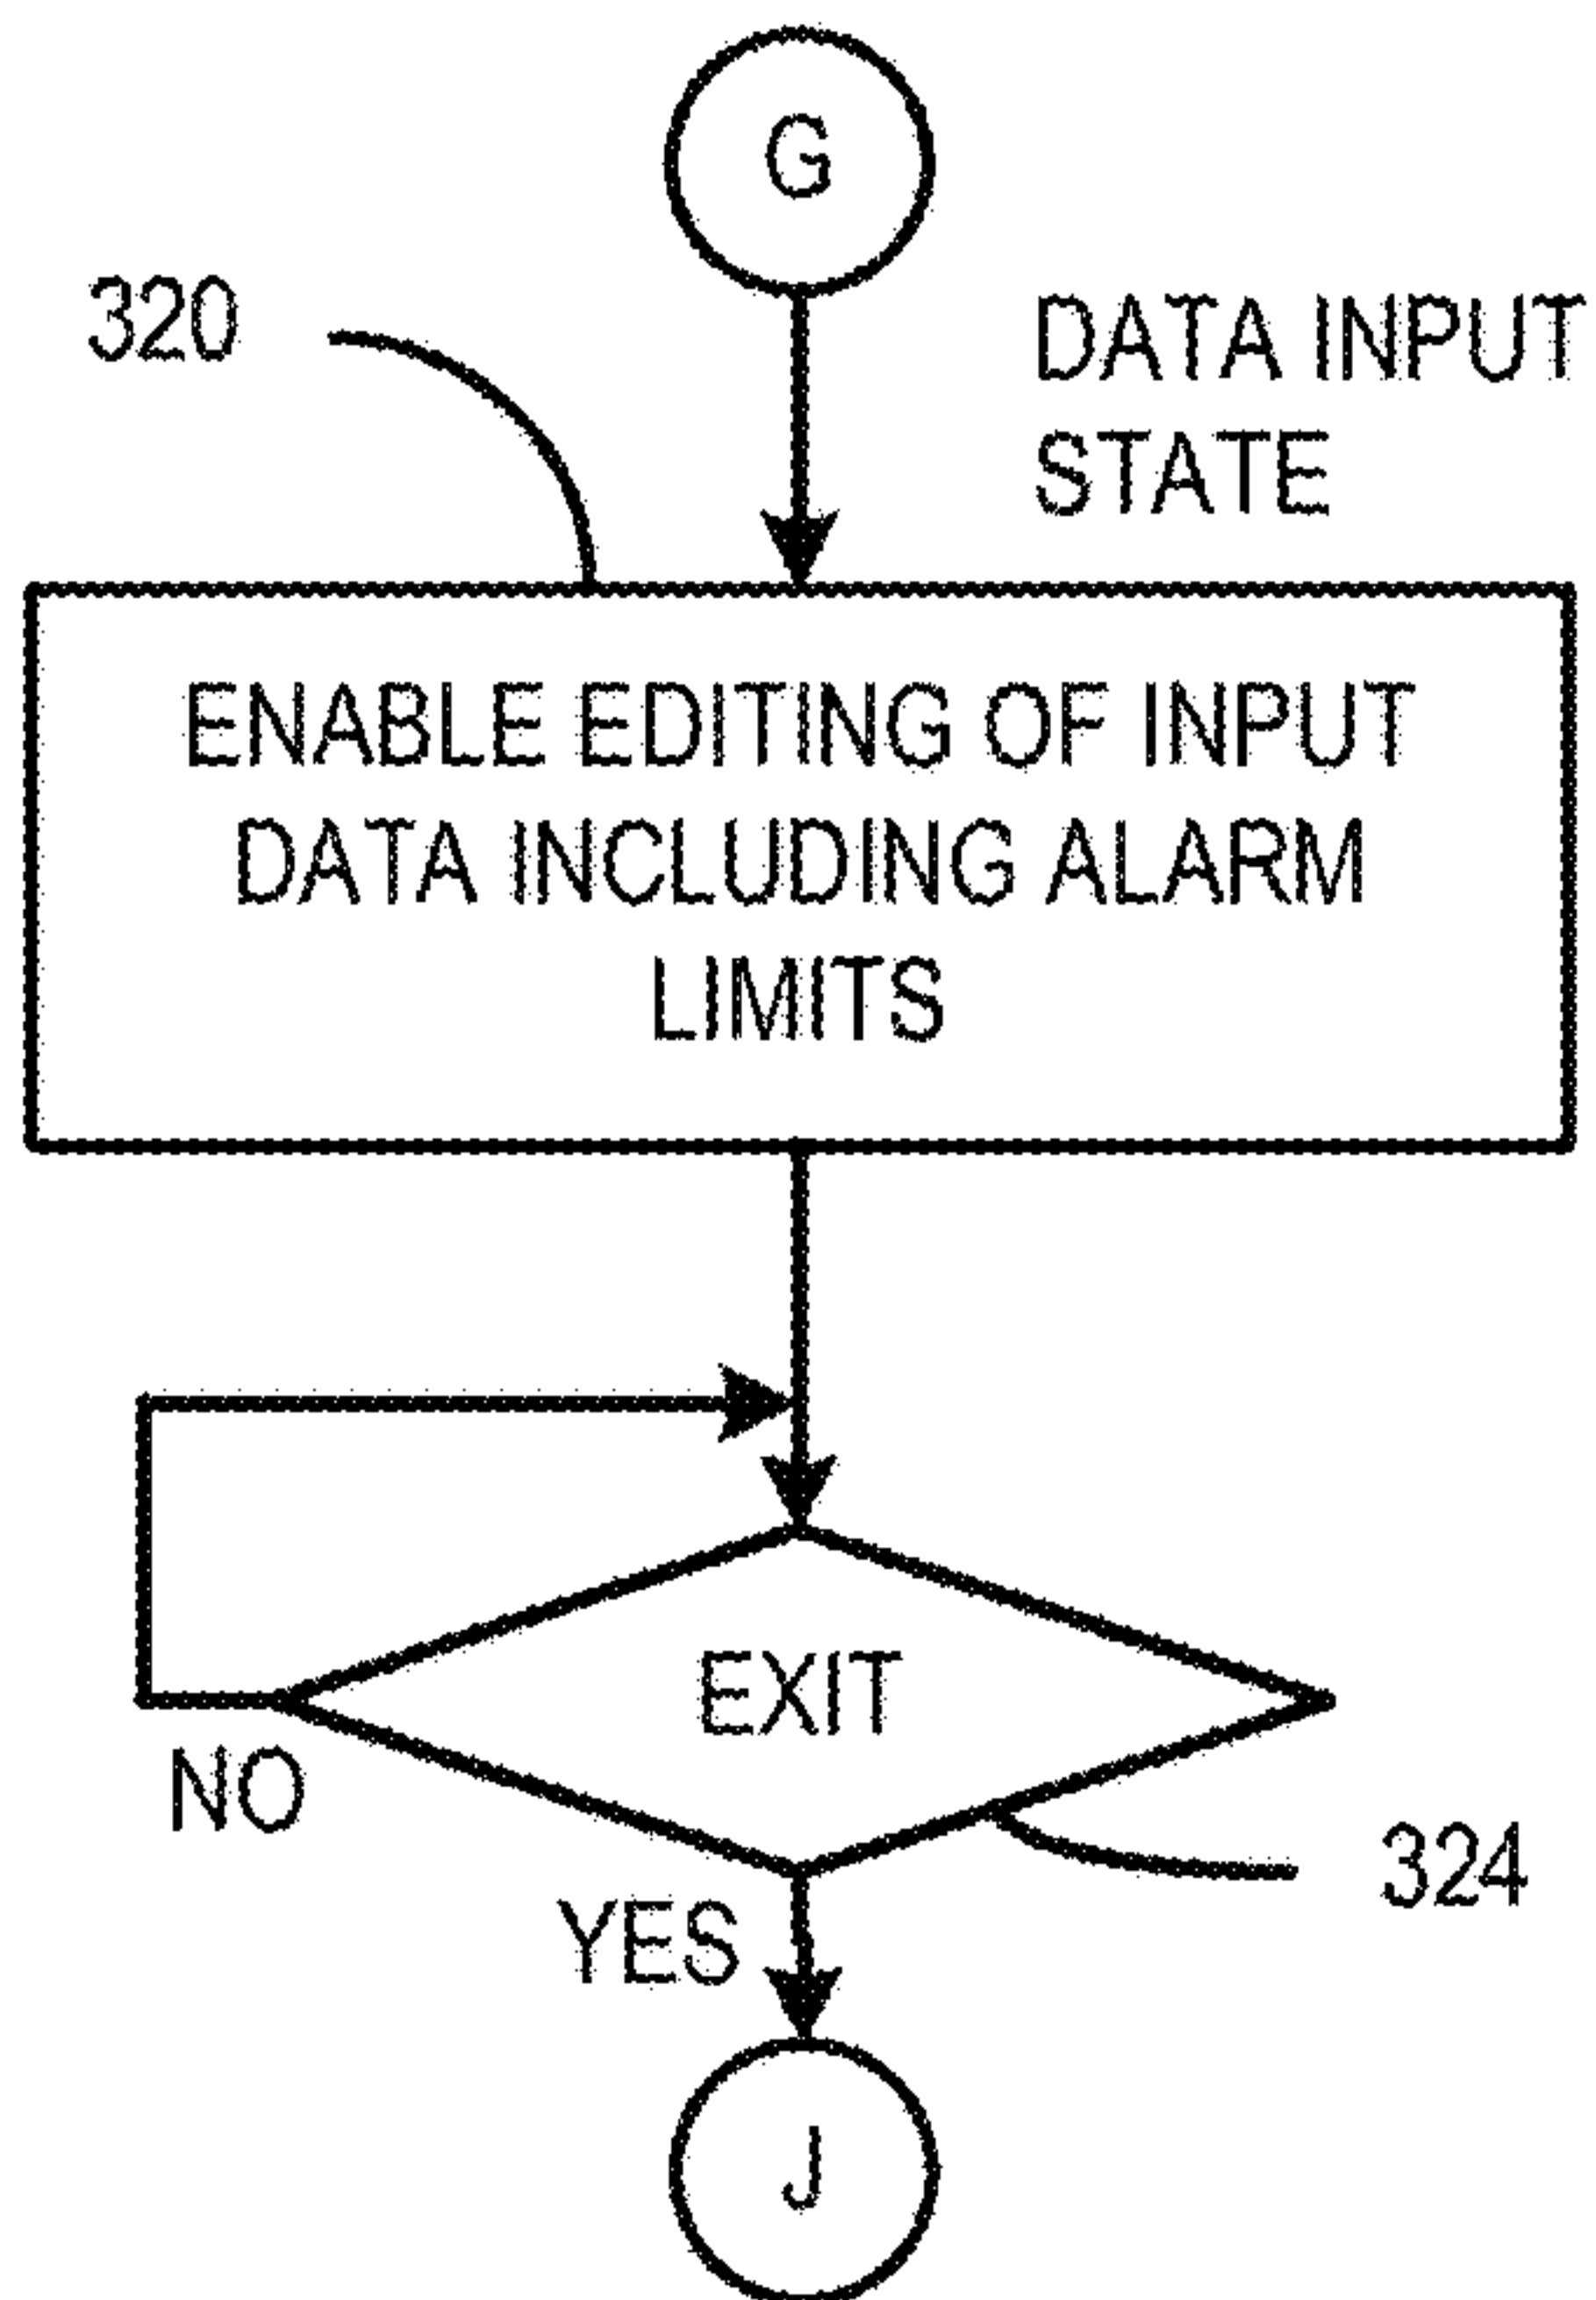 G
320
DATA INPUT
STATE
ENABLE EDITING OF INPUT
DATA INCLUDING ALARM
LIMITS
EXIT
NO
324
YES
J